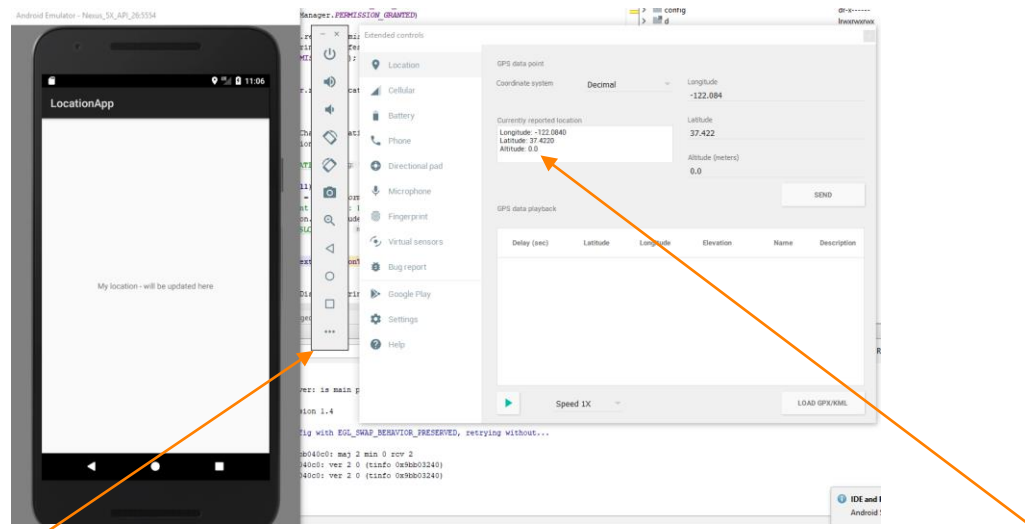 Android Emulator - Nexus_5X_API_26:5554
11:06
LocationApp
My location - will be updated here
Manager.PERMISSION_GRANTED)
config
d
dr-x------
lrwxrwxrwx
Extended controls
Location
Cellular
Battery
Phone
Directional pad
Microphone
Fingerprint
Virtual sensors
Bug report
Google Play
Settings
Help
GPS data point
Coordinate system
Decimal
Longitude
-122.084
Currently reported location
Longitude: -122.0840
Latitude: 37.4220
Altitude: 0.0
Latitude
37.422
Altitude (meters)
0.0
SEND
GPS data playback
Delay (sec) Latitude Longitude Elevation Name Description
Speed 1X
LOAD GPX/KML
ver: is main p
sion 1.4
fig with EGL_SWAP_BEHAVIOR_PRESERVED, retrying without...
b040c0: maj 2 min 0 rcv 2
040c0: ver 2 0 (tinfo 0x9bb03240)
040c0: ver 2 0 (tinfo 0x9bb03240)
IDE and
Android